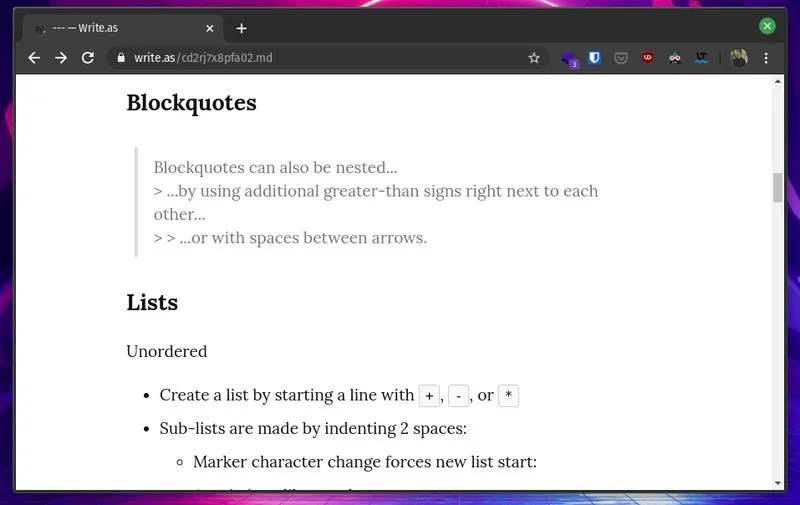 --- — Write.as
write.as/cd2rj7x8pfa02.md
3
UD
LT
Blockquotes
Blockquotes can also be nested...
> ...by using additional greater-than signs right next to each
other...
> > ...or with spaces between arrows.
Lists
Unordered
• Create a list by starting a line with +, -, or *
• Sub-lists are made by indenting 2 spaces:
◦ Marker character change forces new list start: